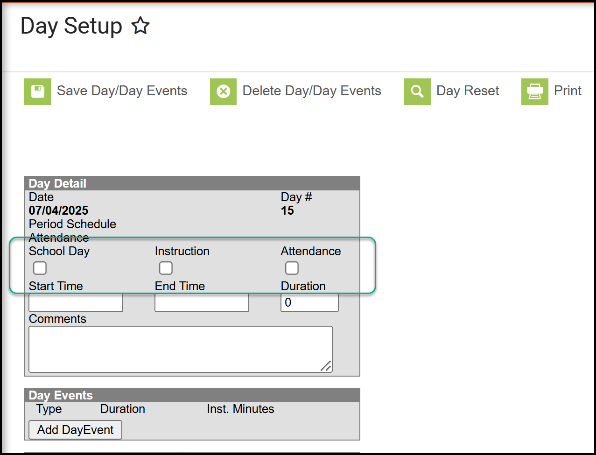 Day Setup
Save Day/Day Events Delete Day/Day Events Day Reset Print
Day Detail
Date Day #
07/04/2025 15
Period Schedule
Attendance
School Day Instruction Attendance
Start Time End Time Duration
0
Comments
Day Events
Type Duration Inst. Minutes
Add DayEvent